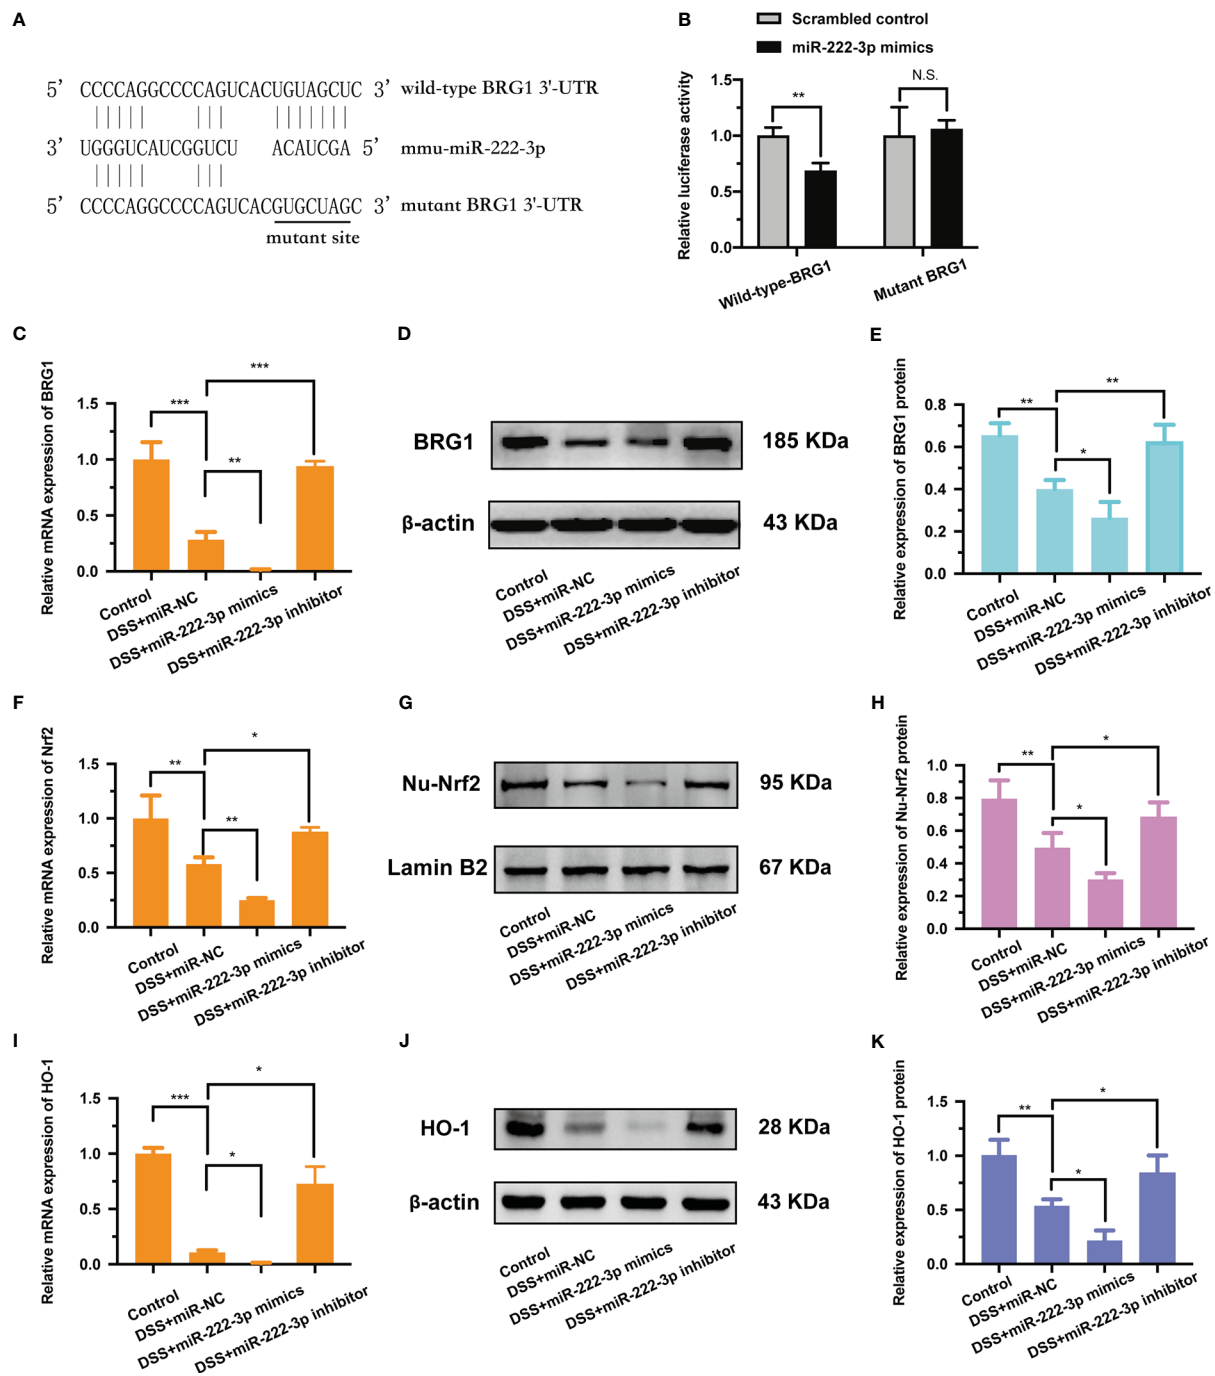 A
5' CCCCAGGCCCCAGUCACUGUAGCUC 3' wild-type BRG1 3'-UTR
3' UGGGUCAUCGGUCU ACAUCGA 5' mmu-miR-222-3p
5' CCCCAGGCCCCAGUCACGUGCUAGC 3' mutant BRG1 3'-UTR
mutant site
B
Scrambled control
miR-222-3p mimics
Relative luciferase activity
1.5
1.0
0.5
0.0
**
N.S.
Wild-type-BRG1
Mutant BRG1
C
Relative mRNA expression of BRG1
1.5
1.0
0.5
0.0
***
**
***
Control
DSS+miR-NC
DSS+miR-222-3p mimics
DSS+miR-222-3p inhibitor
D
BRG1 185 KDa
β-actin 43 KDa
Control
DSS+miR-NC
DSS+miR-222-3p mimics
DSS+miR-222-3p inhibitor
E
Relative expression of BRG1 protein
0.8
0.6
0.4
0.2
0.0
**
*
**
Control
DSS+miR-NC
DSS+miR-222-3p mimics
DSS+miR-222-3p inhibitor
F
Relative mRNA expression of Nrf2
1.5
1.0
0.5
0.0
**
**
*
Control
DSS+miR-NC
DSS+miR-222-3p mimics
DSS+miR-222-3p inhibitor
G
Nu-Nrf2 95 KDa
Lamin B2 67 KDa
Control
DSS+miR-NC
DSS+miR-222-3p mimics
DSS+miR-222-3p inhibitor
H
Relative expression of Nu-Nrf2 protein
1.0
0.8
0.6
0.4
0.2
0.0
**
*
*
Control
DSS+miR-NC
DSS+miR-222-3p mimics
DSS+miR-222-3p inhibitor
I
Relative mRNA expression of HO-1
1.5
1.0
0.5
0.0
***
*
*
Control
DSS+miR-NC
DSS+miR-222-3p mimics
DSS+miR-222-3p inhibitor
J
HO-1 28 KDa
β-actin 43 KDa
Control
DSS+miR-NC
DSS+miR-222-3p mimics
DSS+miR-222-3p inhibitor
K
Relative expression of HO-1 protein
1.5
1.0
0.5
0.0
**
*
*
Control
DSS+miR-NC
DSS+miR-222-3p mimics
DSS+miR-222-3p inhibitor